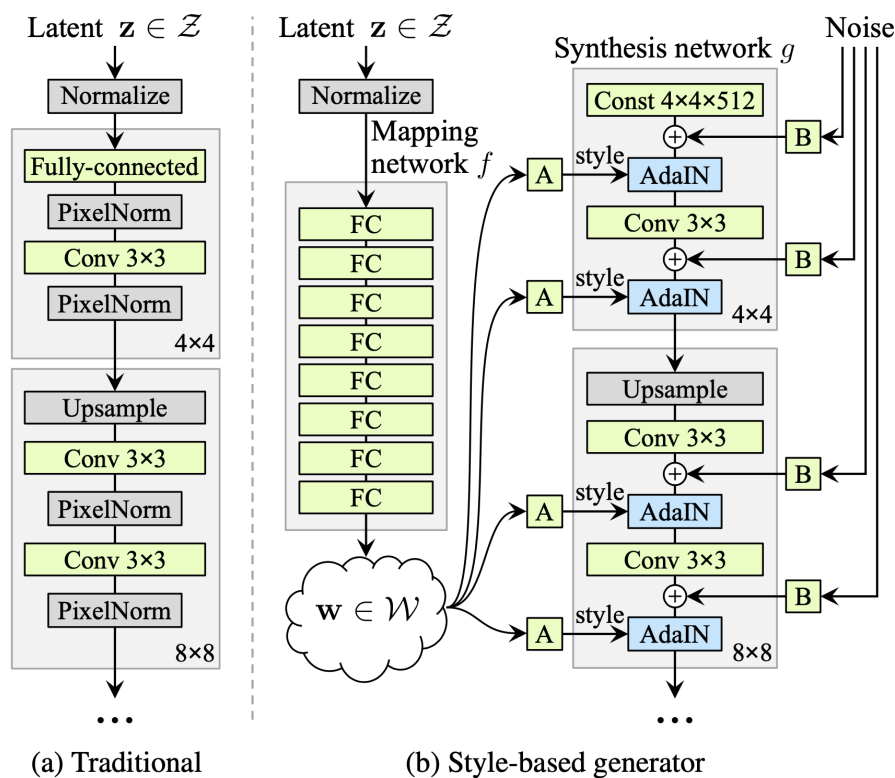 Latent z ∈ 𝒵
Normalize
Fully-connected
PixelNorm
Conv 3×3
PixelNorm
4×4
Upsample
Conv 3×3
PixelNorm
Conv 3×3
PixelNorm
8×8
...
(a) Traditional
Latent z ∈ 𝒵
Normalize
Mapping
network f
FC
FC
FC
FC
FC
FC
FC
FC
w ∈ 𝒲
A
style
A
style
A
style
A
style
Noise
Synthesis network g
Const 4×4×512
+
B
AdaIN
Conv 3×3
+
B
AdaIN
4×4
Upsample
Conv 3×3
+
B
AdaIN
Conv 3×3
+
B
AdaIN
8×8
...
(b) Style-based generator